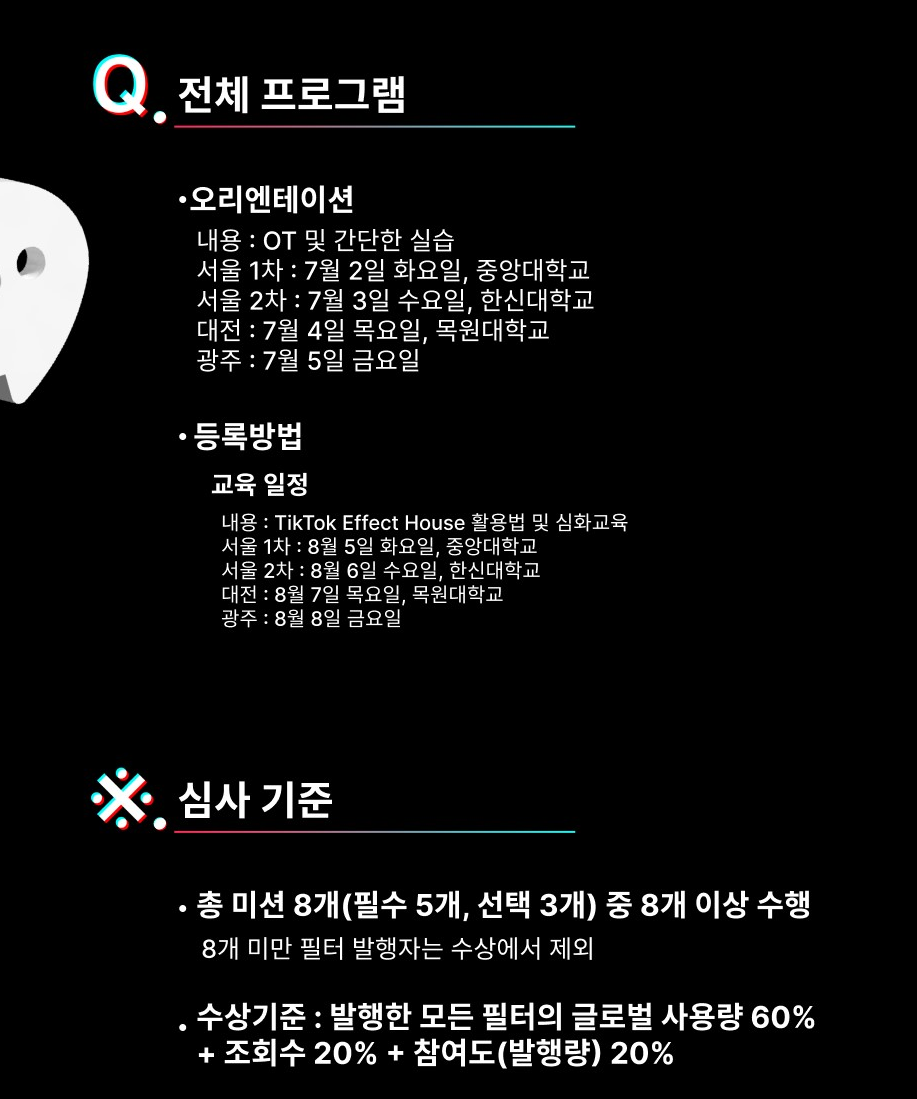 Q. 전체 프로그램
•오리엔테이션
내용 : OT 및 간단한 실습
서울 1차 : 7월 2일 화요일, 중앙대학교
서울 2차 : 7월 3일 수요일, 한신대학교
대전 : 7월 4일 목요일, 목원대학교
광주 : 7월 5일 금요일
• 등록방법
교육 일정
내용 : TikTok Effect House 활용법 및 심화교육
서울 1차 : 8월 5일 화요일, 중앙대학교
서울 2차 : 8월 6일 수요일, 한신대학교
대전 : 8월 7일 목요일, 목원대학교
광주 : 8월 8일 금요일
※. 심사 기준
• 총 미션 8개(필수 5개, 선택 3개) 중 8개 이상 수행
8개 미만 필터 발행자는 수상에서 제외
• 수상기준 : 발행한 모든 필터의 글로벌 사용량 60%
+ 조회수 20% + 참여도(발행량) 20%